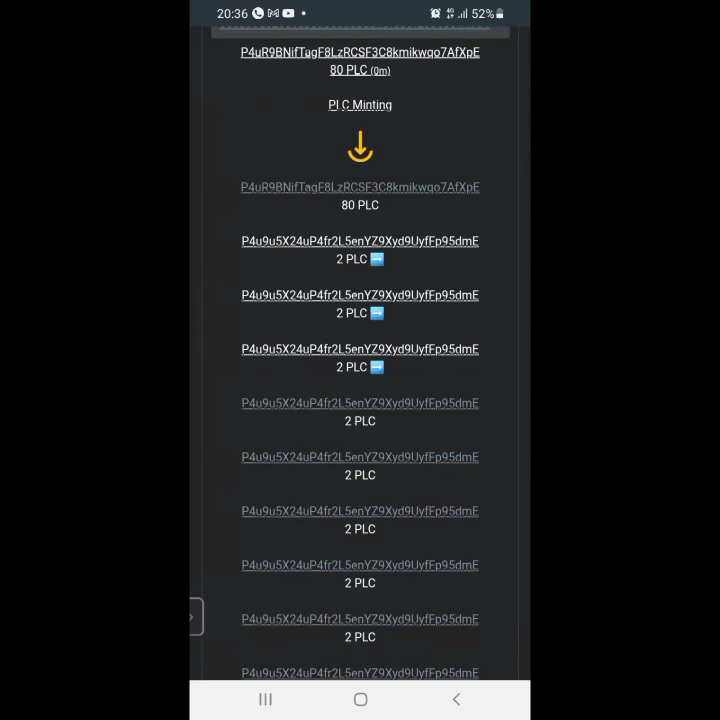 20:36 52%
P4uR9BNifTagF8LzRCSF3C8kmikwqo7AfXpE
80 PLC (0m)
PLC Minting
P4uR9BNifTagF8LzRCSF3C8kmikwqo7AfXpE
80 PLC
P4u9u5X24uP4fr2L5enYZ9Xyd9UyfFp95dmE
2 PLC ➡
P4u9u5X24uP4fr2L5enYZ9Xyd9UyfFp95dmE
2 PLC ➡
P4u9u5X24uP4fr2L5enYZ9Xyd9UyfFp95dmE
2 PLC ➡
P4u9u5X24uP4fr2L5enYZ9Xyd9UyfFp95dmE
2 PLC
P4u9u5X24uP4fr2L5enYZ9Xyd9UyfFp95dmE
2 PLC
P4u9u5X24uP4fr2L5enYZ9Xyd9UyfFp95dmE
2 PLC
P4u9u5X24uP4fr2L5enYZ9Xyd9UyfFp95dmE
2 PLC
P4u9u5X24uP4fr2L5enYZ9Xyd9UyfFp95dmE
2 PLC
P4u9u5X24uP4fr2L5enYZ9Xyd9UyfFp95dmE